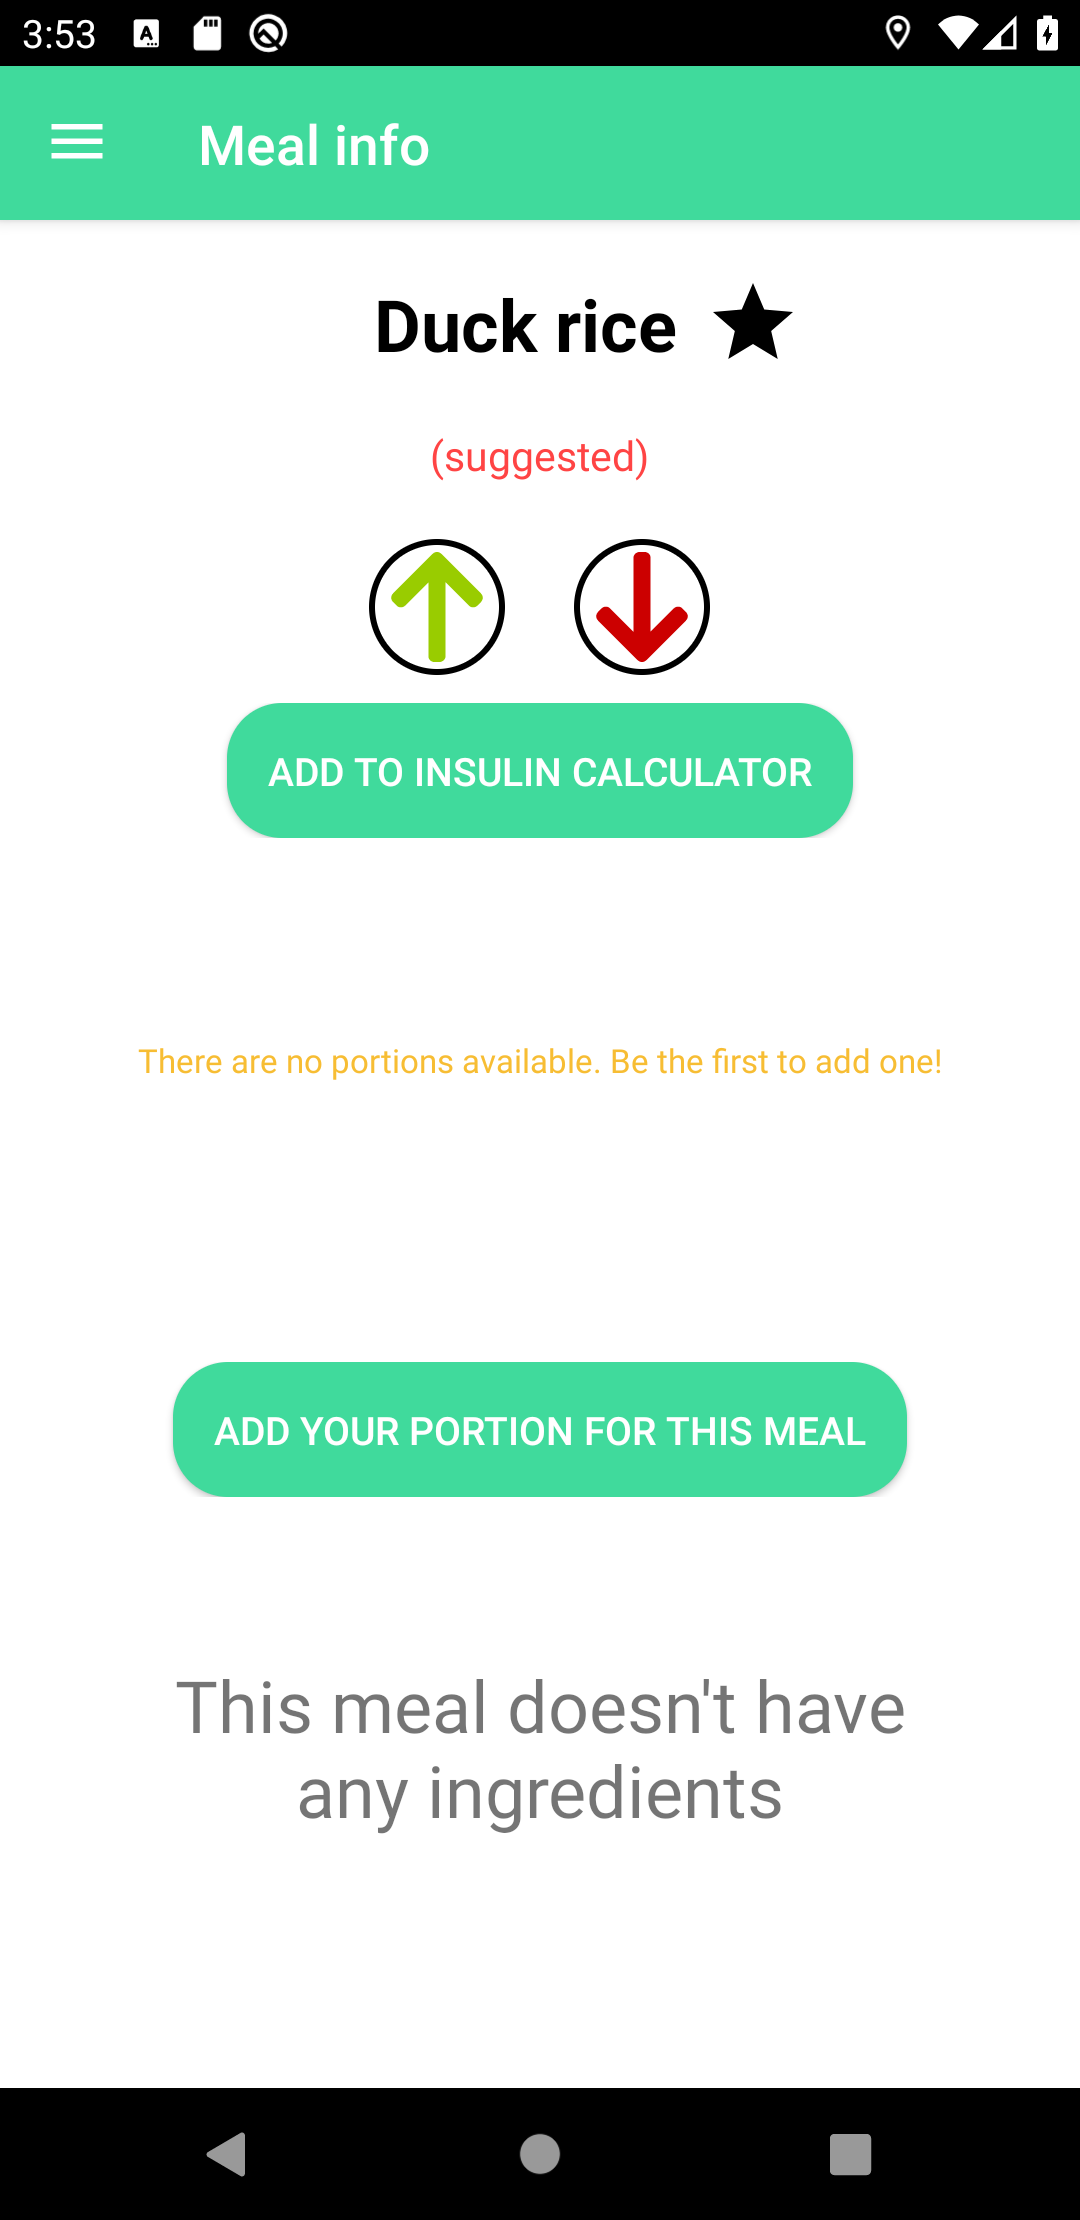 3:53
Meal info
Duck rice
(suggested)
ADD TO INSULIN CALCULATOR
There are no portions available. Be the first to add one!
ADD YOUR PORTION FOR THIS MEAL
This meal doesn't have
any ingredients